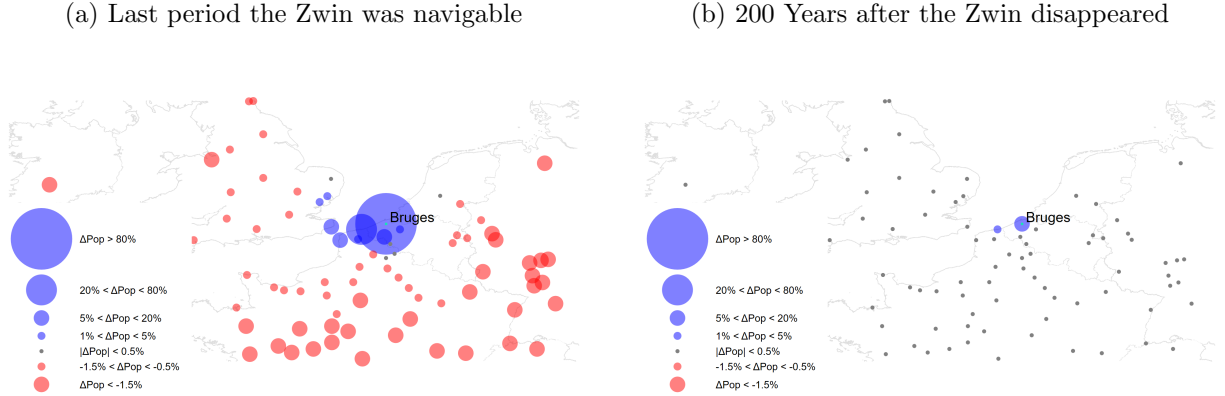 (a) Last period the Zwin was navigable
(b) 200 Years after the Zwin disappeared
Bruges
ΔPop > 80%
20% < ΔPop < 80%
5% < ΔPop < 20%
1% < ΔPop < 5%
|ΔPop| < 0.5%
-1.5% < ΔPop < -0.5%
ΔPop < -1.5%
Bruges
ΔPop > 80%
20% < ΔPop < 80%
5% < ΔPop < 20%
1% < ΔPop < 5%
|ΔPop| < 0.5%
-1.5% < ΔPop < -0.5%
ΔPop < -1.5%